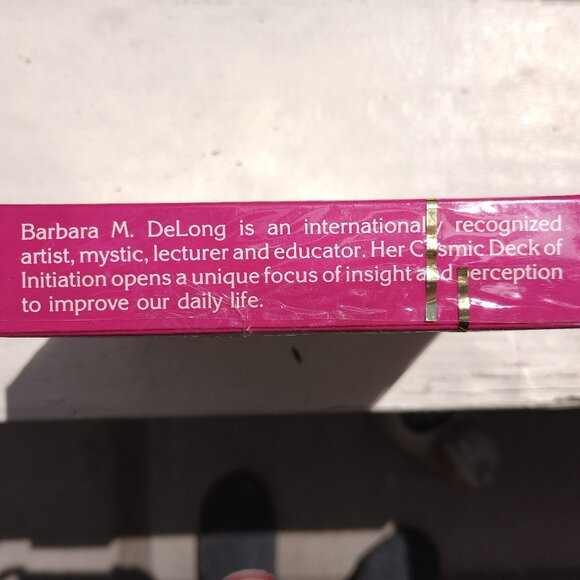 Barbara M. DeLong is an internationally recognized
artist, mystic, lecturer and educator. Her Cosmic Deck of
Initiation opens a unique focus of insight and perception
to improve our daily life.